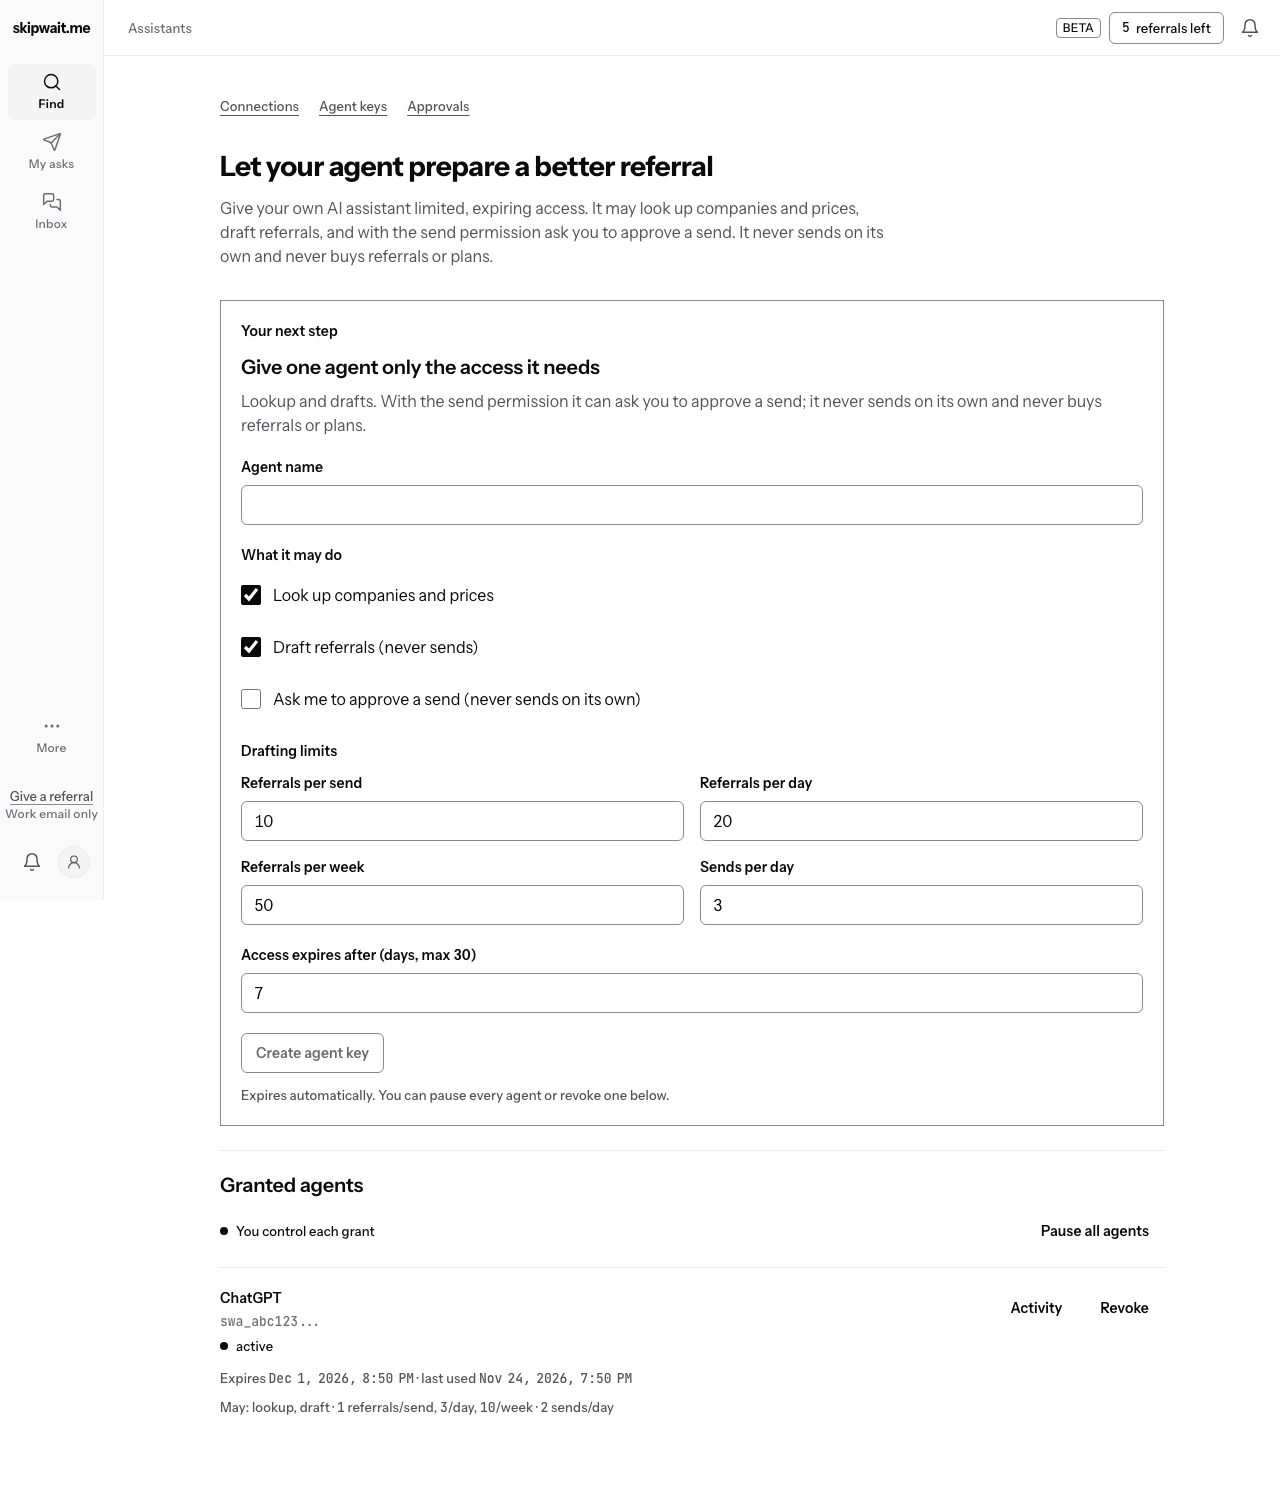 skipwait.me
Find
My asks
Inbox
More
Give a referral
Work email only
Assistants
BETA
5 referrals left
Connections Agent keys Approvals
Let your agent prepare a better referral
Give your own AI assistant limited, expiring access. It may look up companies and prices,
draft referrals, and with the send permission ask you to approve a send. It never sends on its
own and never buys referrals or plans.
Your next step
Give one agent only the access it needs
Lookup and drafts. With the send permission it can ask you to approve a send; it never sends on its own and never buys
referrals or plans.
Agent name
What it may do
Look up companies and prices
Draft referrals (never sends)
Ask me to approve a send (never sends on its own)
Drafting limits
Referrals per send Referrals per day
10 20
Referrals per week Sends per day
50 3
Access expires after (days, max 30)
7
Create agent key
Expires automatically. You can pause every agent or revoke one below.
Granted agents
You control each grant Pause all agents
ChatGPT
Activity Revoke
swa_abc123...
active
Expires Dec 1, 2026, 8:50 PM · last used Nov 24, 2026, 7:50 PM
May: lookup, draft · 1 referrals/send, 3/day, 10/week · 2 sends/day